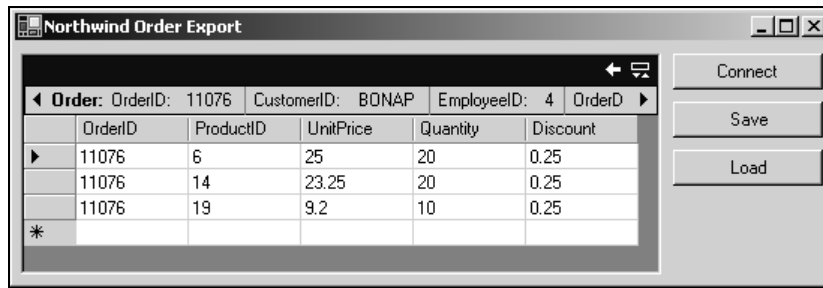 Northwind Order Export
Connect
Order: OrderID: 11076 CustomerID: BONAP EmployeeID: 4 OrderD
Save
OrderID ProductID UnitPrice Quantity Discount
11076 6 25 20 0.25
Load
11076 14 23.25 20 0.25
11076 19 9.2 10 0.25